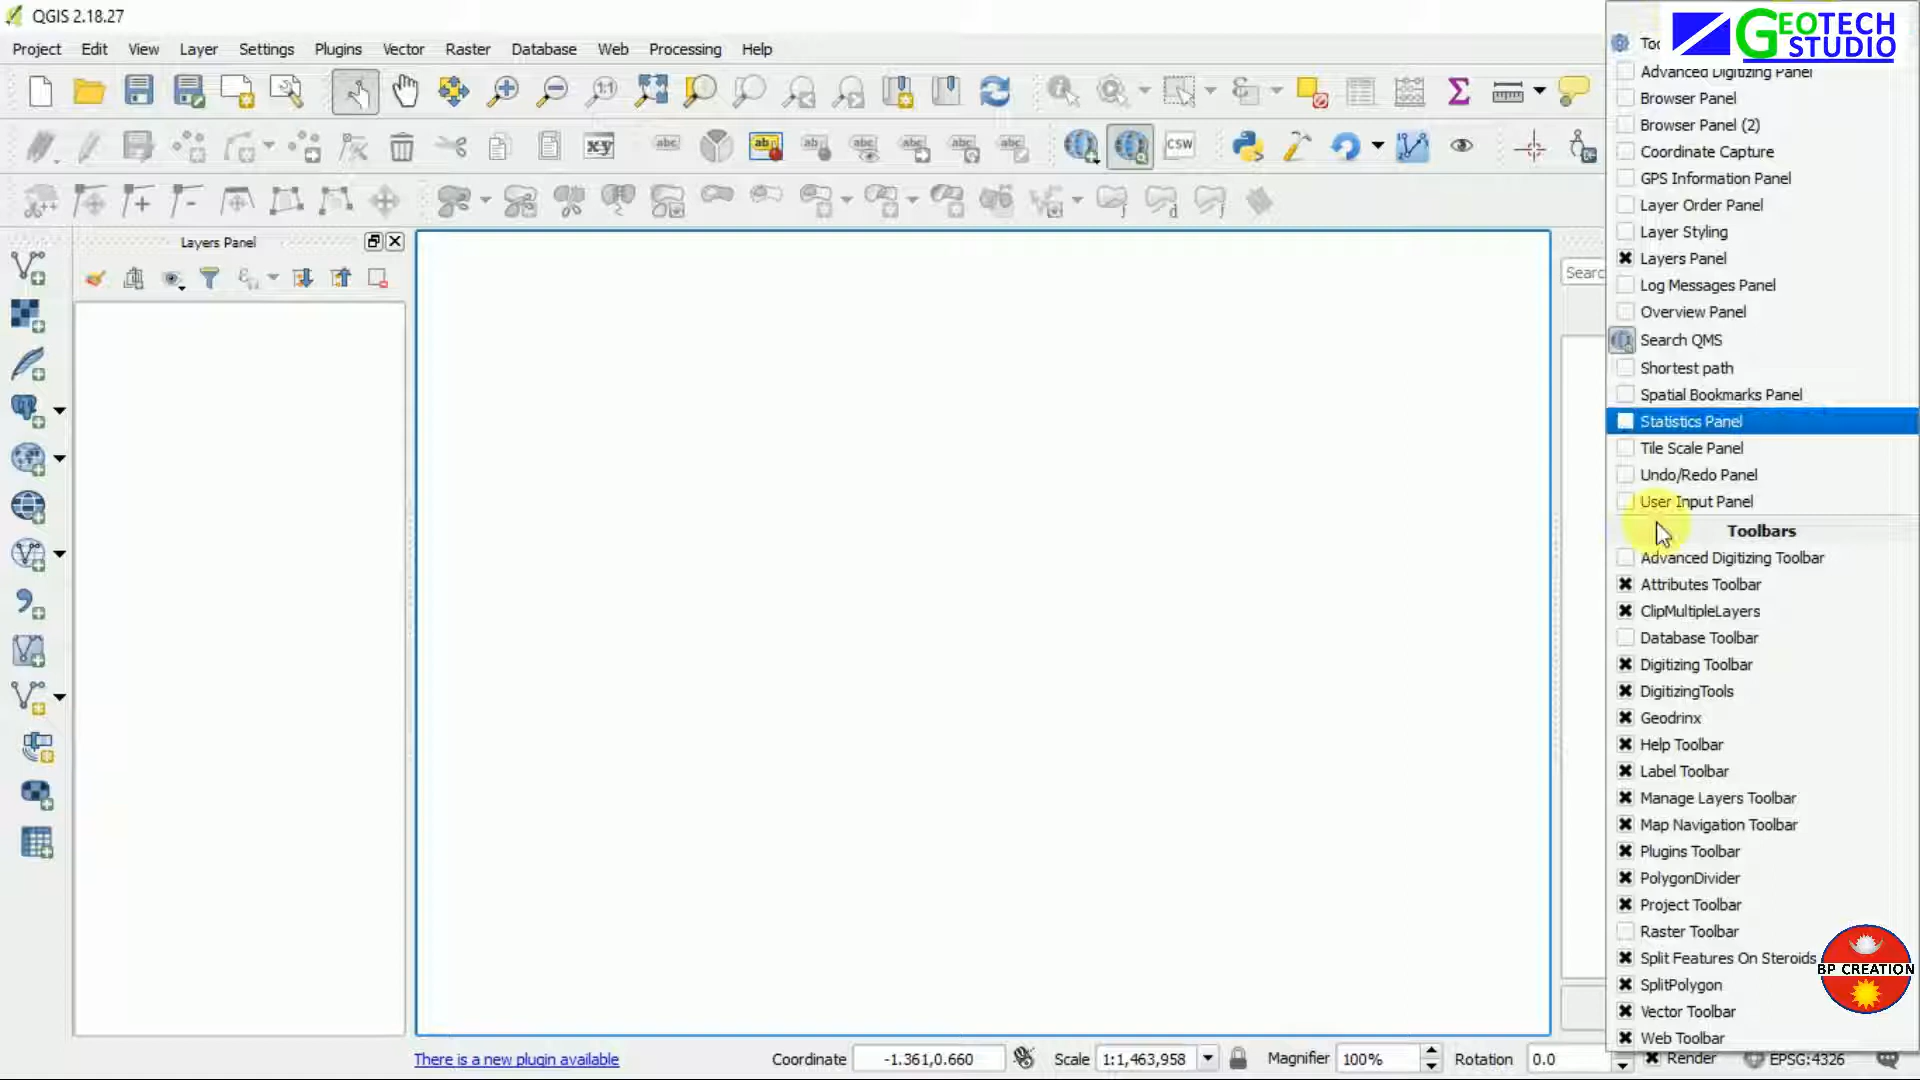 QGIS 2.18.27
GEOTECH
STUDIO
Project Edit View Layer Settings Plugins Vector Raster Database Web Processing Help
Advanced Digitizing Panel
Browser Panel
Browser Panel (2)
Coordinate Capture
GPS Information Panel
Layer Order Panel
Layer Styling
Layers Panel
Log Messages Panel
Overview Panel
Search QMS
Shortest path
Spatial Bookmarks Panel
Statistics Panel
Tile Scale Panel
Undo/Redo Panel
User Input Panel
Toolbars
Advanced Digitizing Toolbar
Attributes Toolbar
ClipMultipleLayers
Database Toolbar
Digitizing Toolbar
DigitizingTools
Geodrinx
Help Toolbar
Label Toolbar
Manage Layers Toolbar
Map Navigation Toolbar
Plugins Toolbar
PolygonDivider
Project Toolbar
Raster Toolbar
Split Features On Steroids
SplitPolygon
Vector Toolbar
Web Toolbar
BP CREATION
CSW
xy
abc
Layers Panel
There is a new plugin available
Coordinate -1.361,0.660 Scale 1:1,463,958 Magnifier 100% Rotation 0.0 Render EPSG:4326